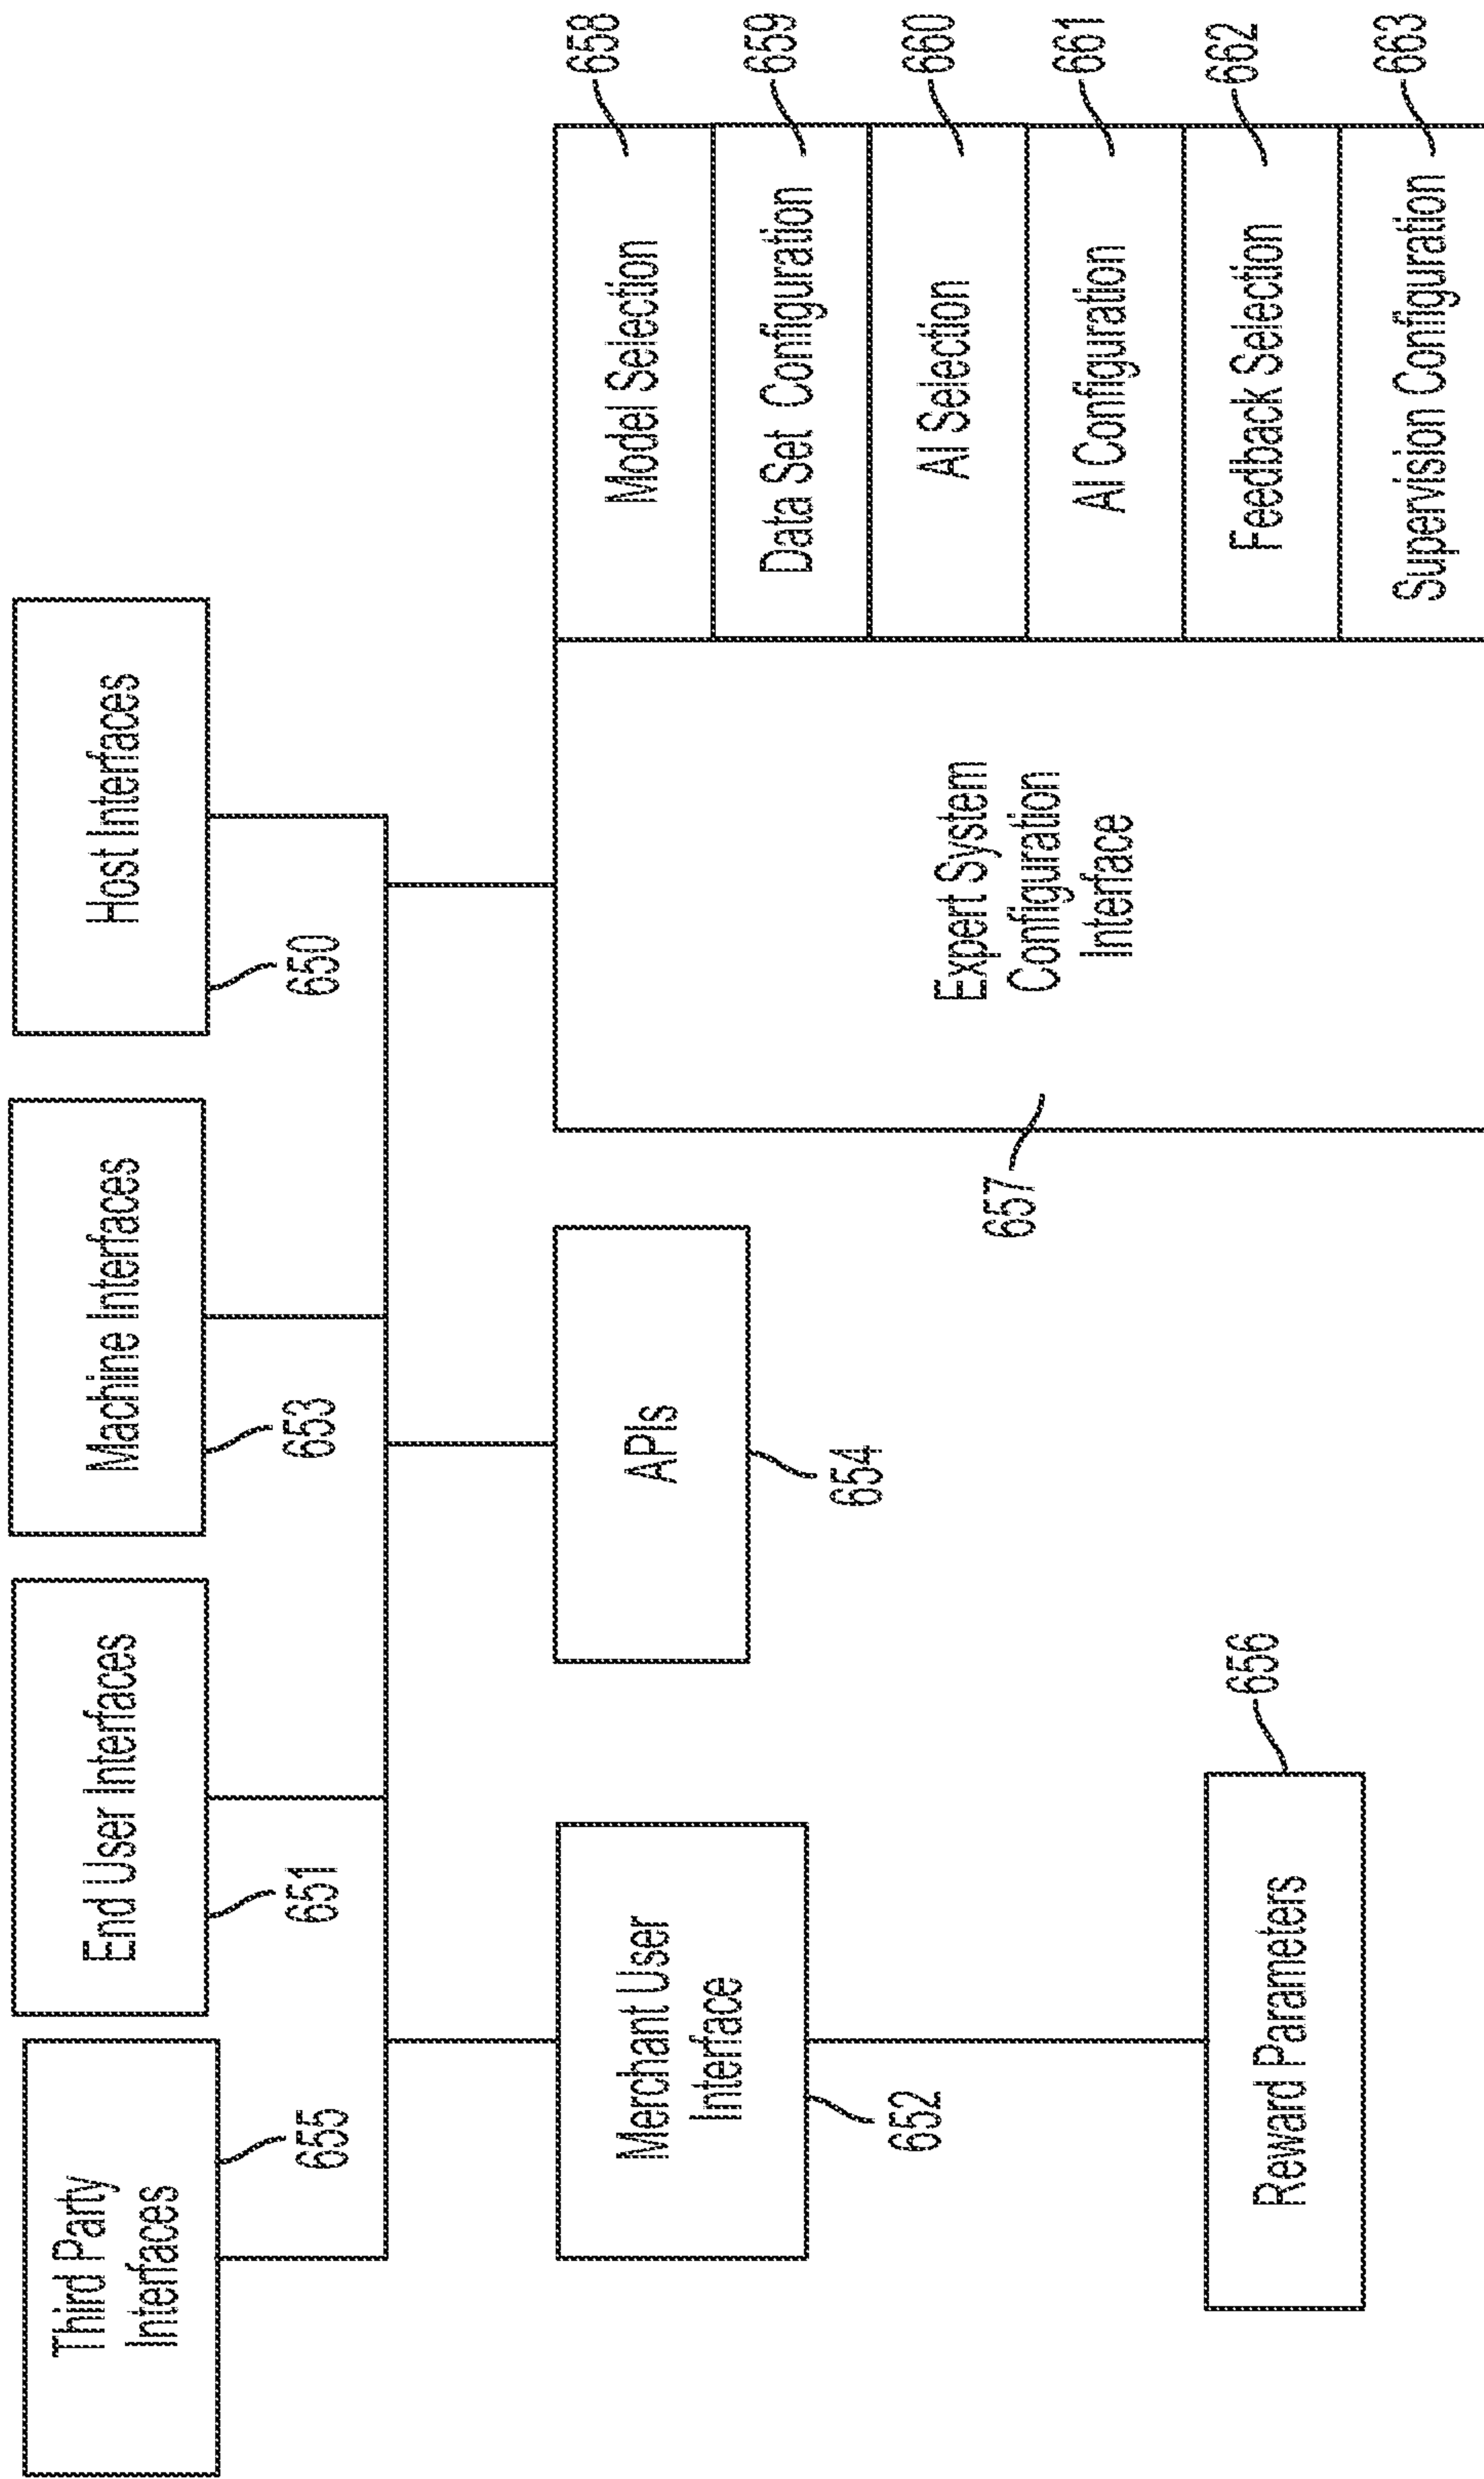 Third Party
Interfaces
655
End User Interfaces
651
Machine Interfaces
653
Host Interfaces
650
Merchant User
Interface
652
APIs
654
Reward Parameters
656
Expert System
Configuration
Interface
657
Model Selection
658
Data Set Configuration
659
AI Selection
660
AI Configuration
661
Feedback Selection
662
Supervision Configuration
663